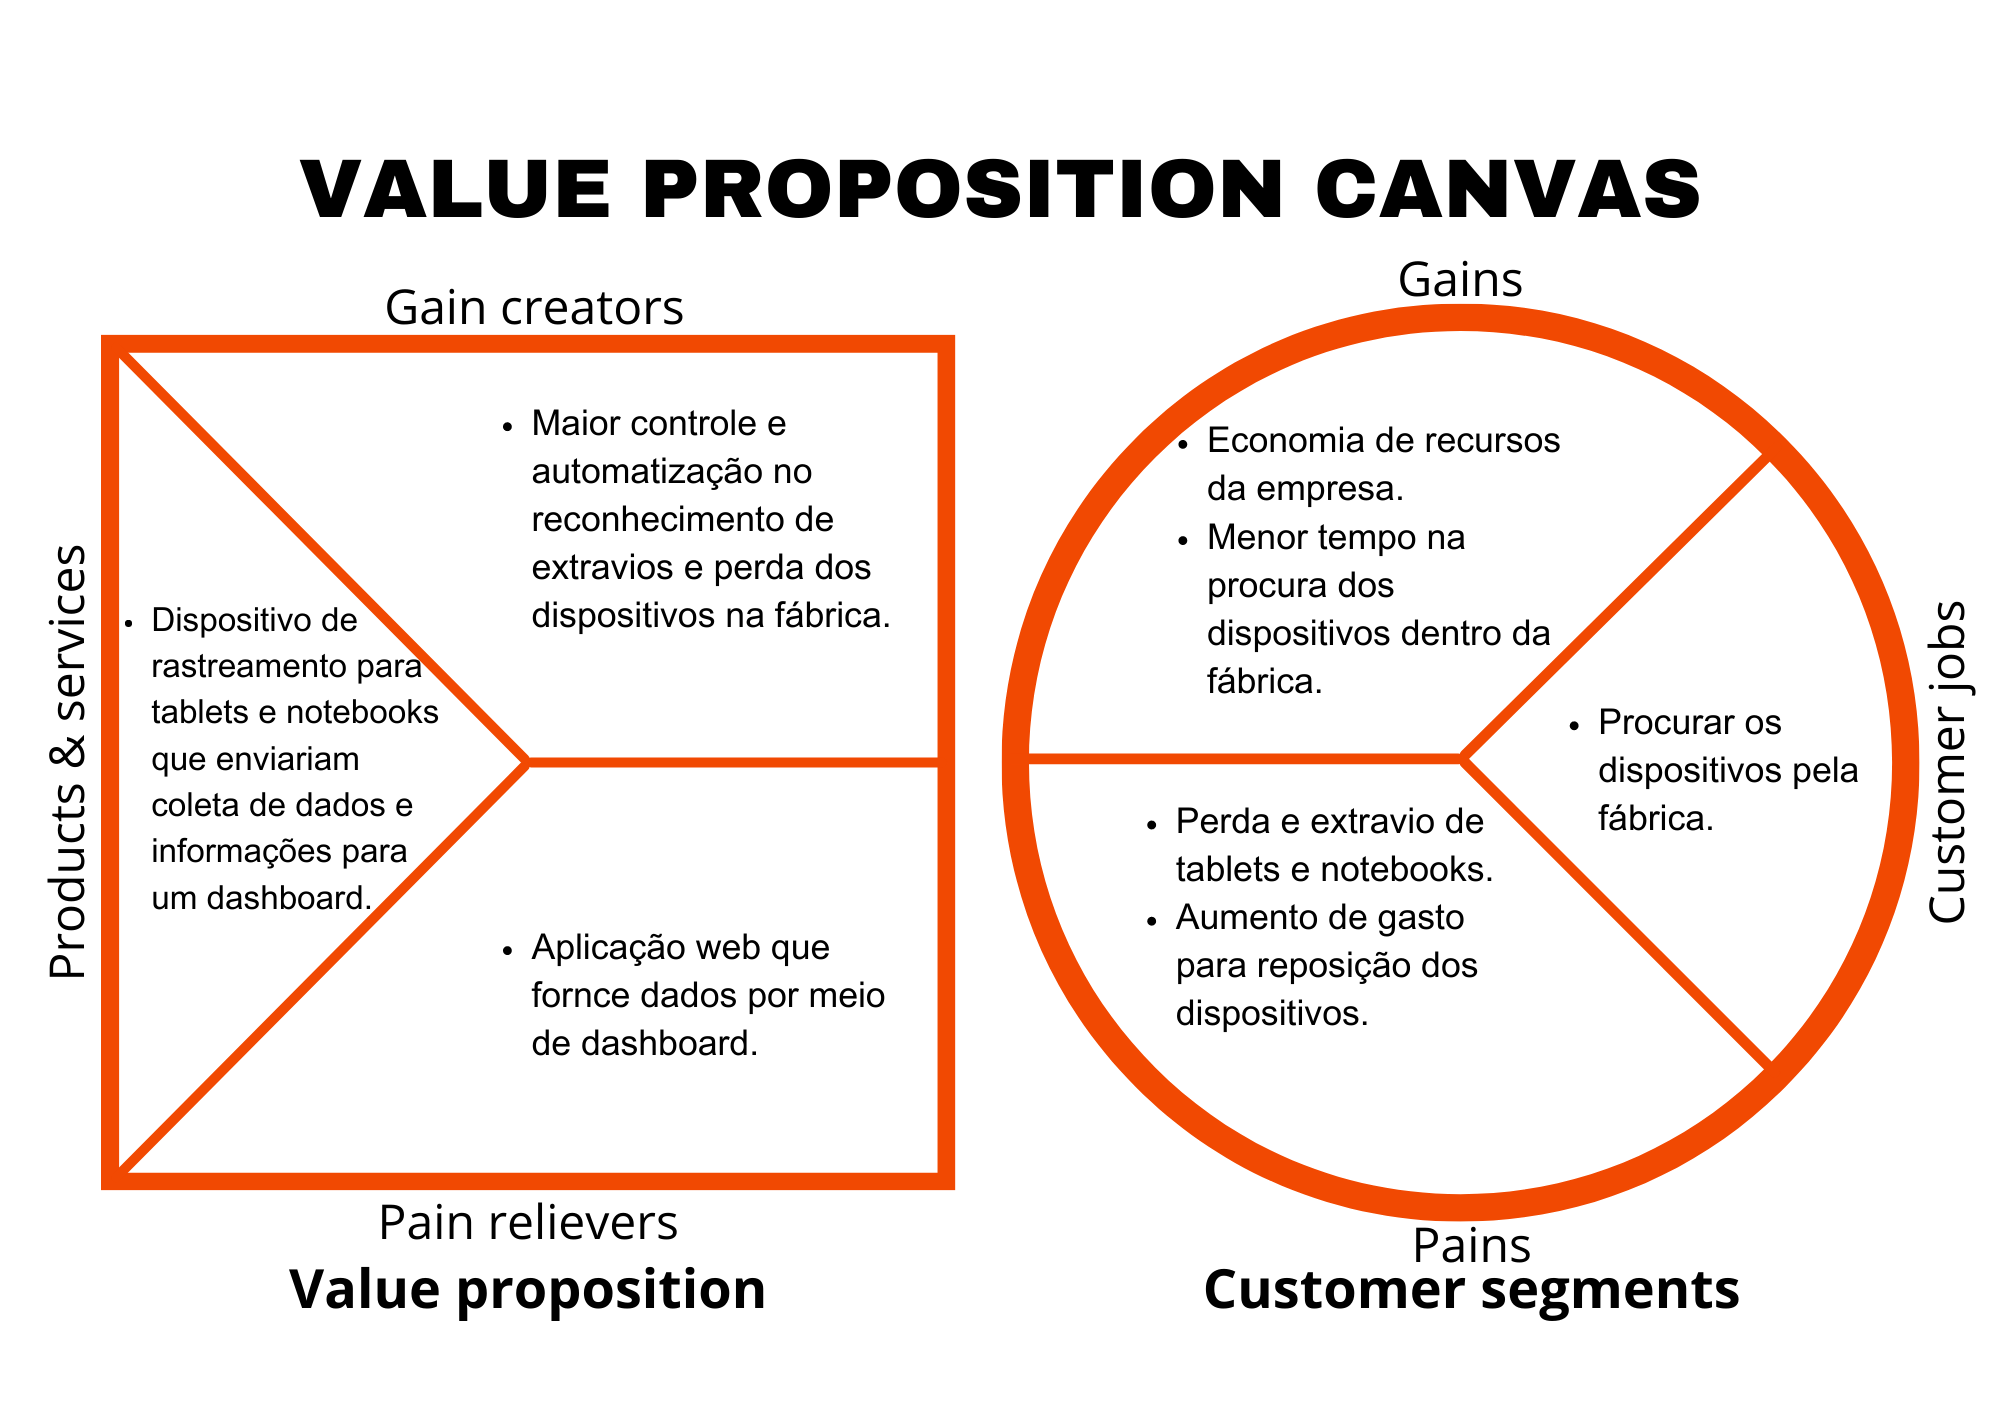 VALUE PROPOSITION CANVAS
Gain creators
• Maior controle e
automatização no
reconhecimento de
extravios e perda dos
dispositivos na fábrica.
Products & services
• Dispositivo de
rastreamento para
tablets e notebooks
que enviariam
coleta de dados e
informações para
um dashboard.
• Aplicação web que
fornce dados por meio
de dashboard.
Pain relievers
Value proposition
Gains
• Economia de recursos
da empresa.
• Menor tempo na
procura dos
dispositivos dentro da
fábrica.
• Procurar os
dispositivos pela
fábrica.
Customer jobs
• Perda e extravio de
tablets e notebooks.
• Aumento de gasto
para reposição dos
dispositivos.
Pains
Customer segments